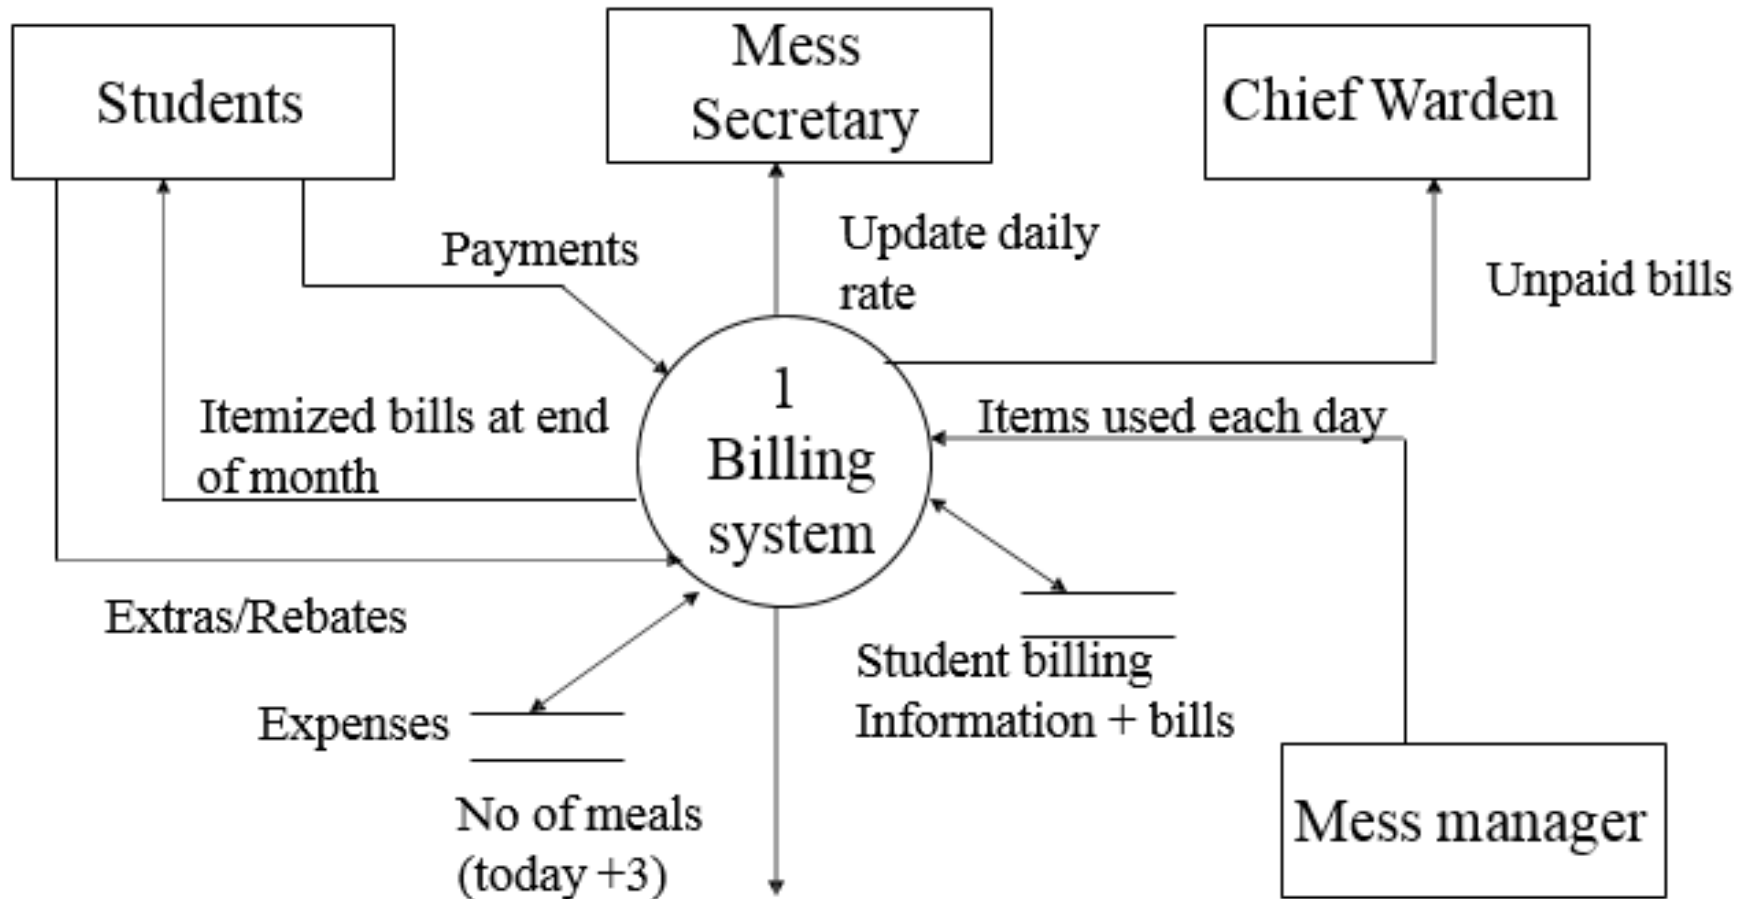 Students
Mess
Secretary
Chief Warden
Payments
Update daily
rate
Unpaid bills
1
Billing
system
Itemized bills at end
of month
Items used each day
Extras/Rebates
Student billing
Information + bills
Expenses
No of meals
(today +3)
Mess manager